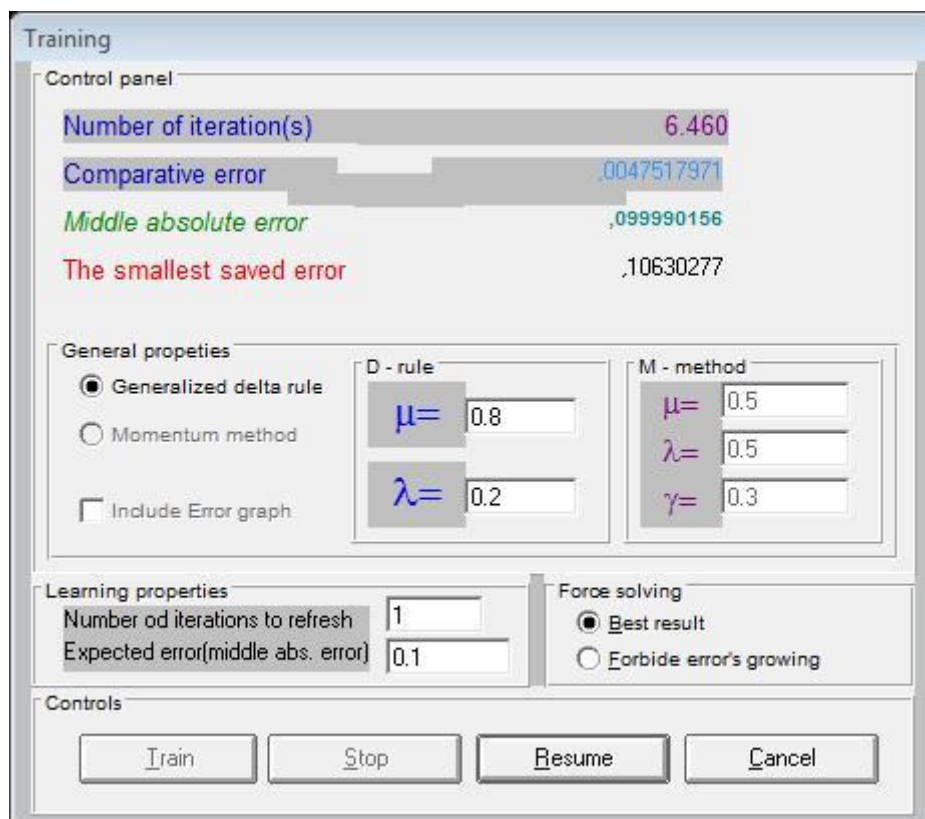 Training
Control panel
Number of iteration(s) 6.460
Comparative error ,0047517971
Middle absolute error ,099990156
The smallest saved error ,10630277
General propeties
Generalized delta rule
Momentum method
Include Error graph
D - rule
μ= 0.8
λ= 0.2
M - method
μ= 0.5
λ= 0.5
γ= 0.3
Learning properties
Number od iterations to refresh 1
Expected error(middle abs. error) 0.1
Force solving
Best result
Forbide error's growing
Controls
Train Stop Resume Cancel